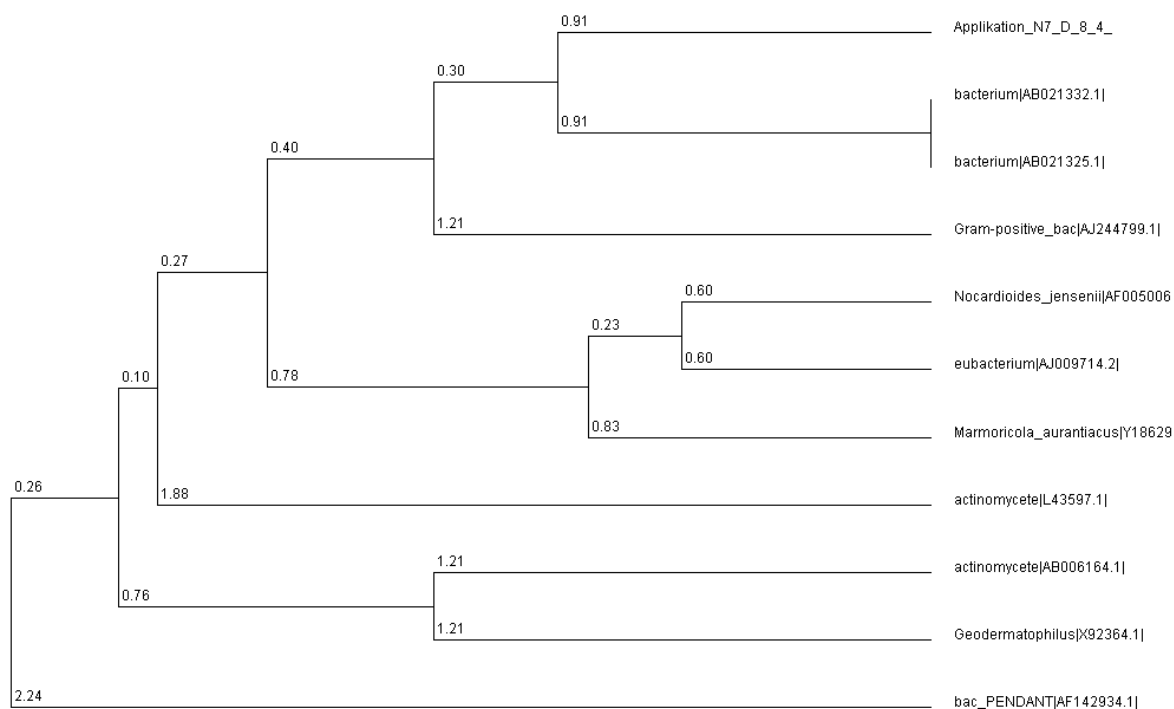 0.91
Applikation_N7_D_8_4_
0.30
bacterium|AB021332.1|
0.91
0.40
bacterium|AB021325.1|
1.21
Gram-positive_bac|AJ244799.1|
0.27
0.60
Nocardioides_jensenii|AF005006
0.23
0.60
eubacterium|AJ009714.2|
0.10
0.78
0.83
Marmoricola_aurantiacus|Y18629
0.26
1.88
actinomycete|L43597.1|
1.21
actinomycete|AB006164.1|
0.76
1.21
Geodermatophilus|X92364.1|
2.24
bac_PENDANT|AF142934.1|